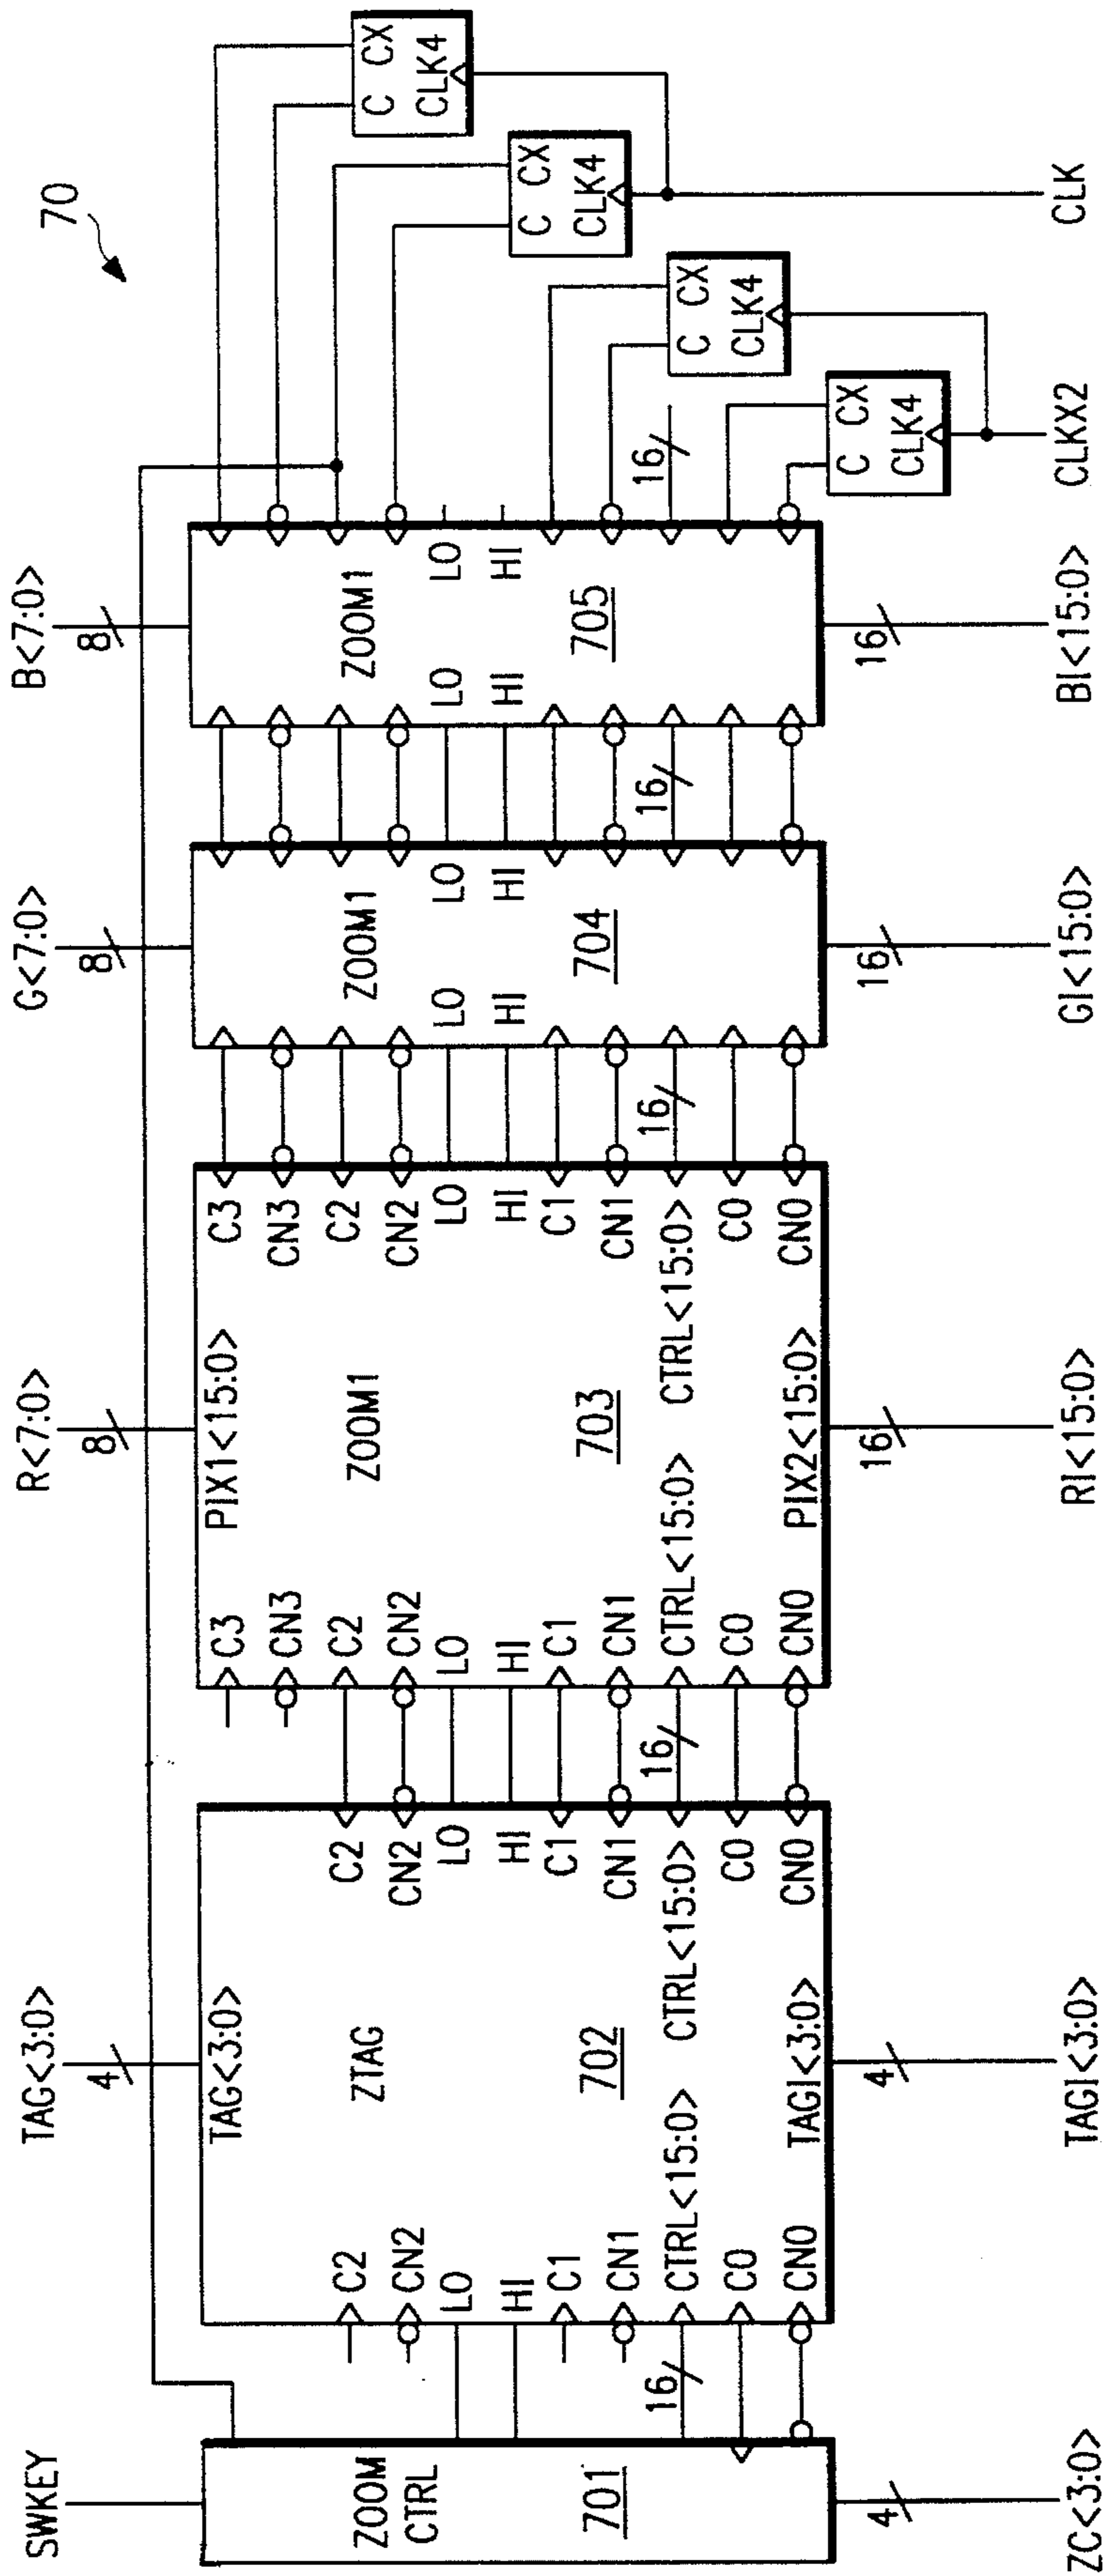 70
SWKEY
TAG<3:0>
R<7:0>
G<7:0>
B<7:0>
4
8
8
8
ZOOM
CTRL
701
4
ZC<3:0>
16
TAG<3:0>
ZTAG
702
C2
CN2
LO
HI
C1
CN1
CTRL<15:0>
C0
CN0
C2
CN2
LO
HI
C1
CN1
CTRL<15:0>
C0
CN0
TAGI<3:0>
4
TAGI<3:0>
16
PIX1<15:0>
ZOOM1
703
C3
CN3
C2
CN2
LO
HI
C1
CN1
CTRL<15:0>
C0
CN0
C3
CN3
C2
CN2
LO
HI
C1
CN1
CTRL<15:0>
C0
CN0
PIX2<15:0>
16
RI<15:0>
16
ZOOM1
LO
HI
LO
HI
704
16
GI<15:0>
16
ZOOM1
LO
HI
LO
HI
705
16
BI<15:0>
16
C CX
CLK4
C CX
CLK4
C CX
CLK4
C CX
CLK4
CLKX2
CLK